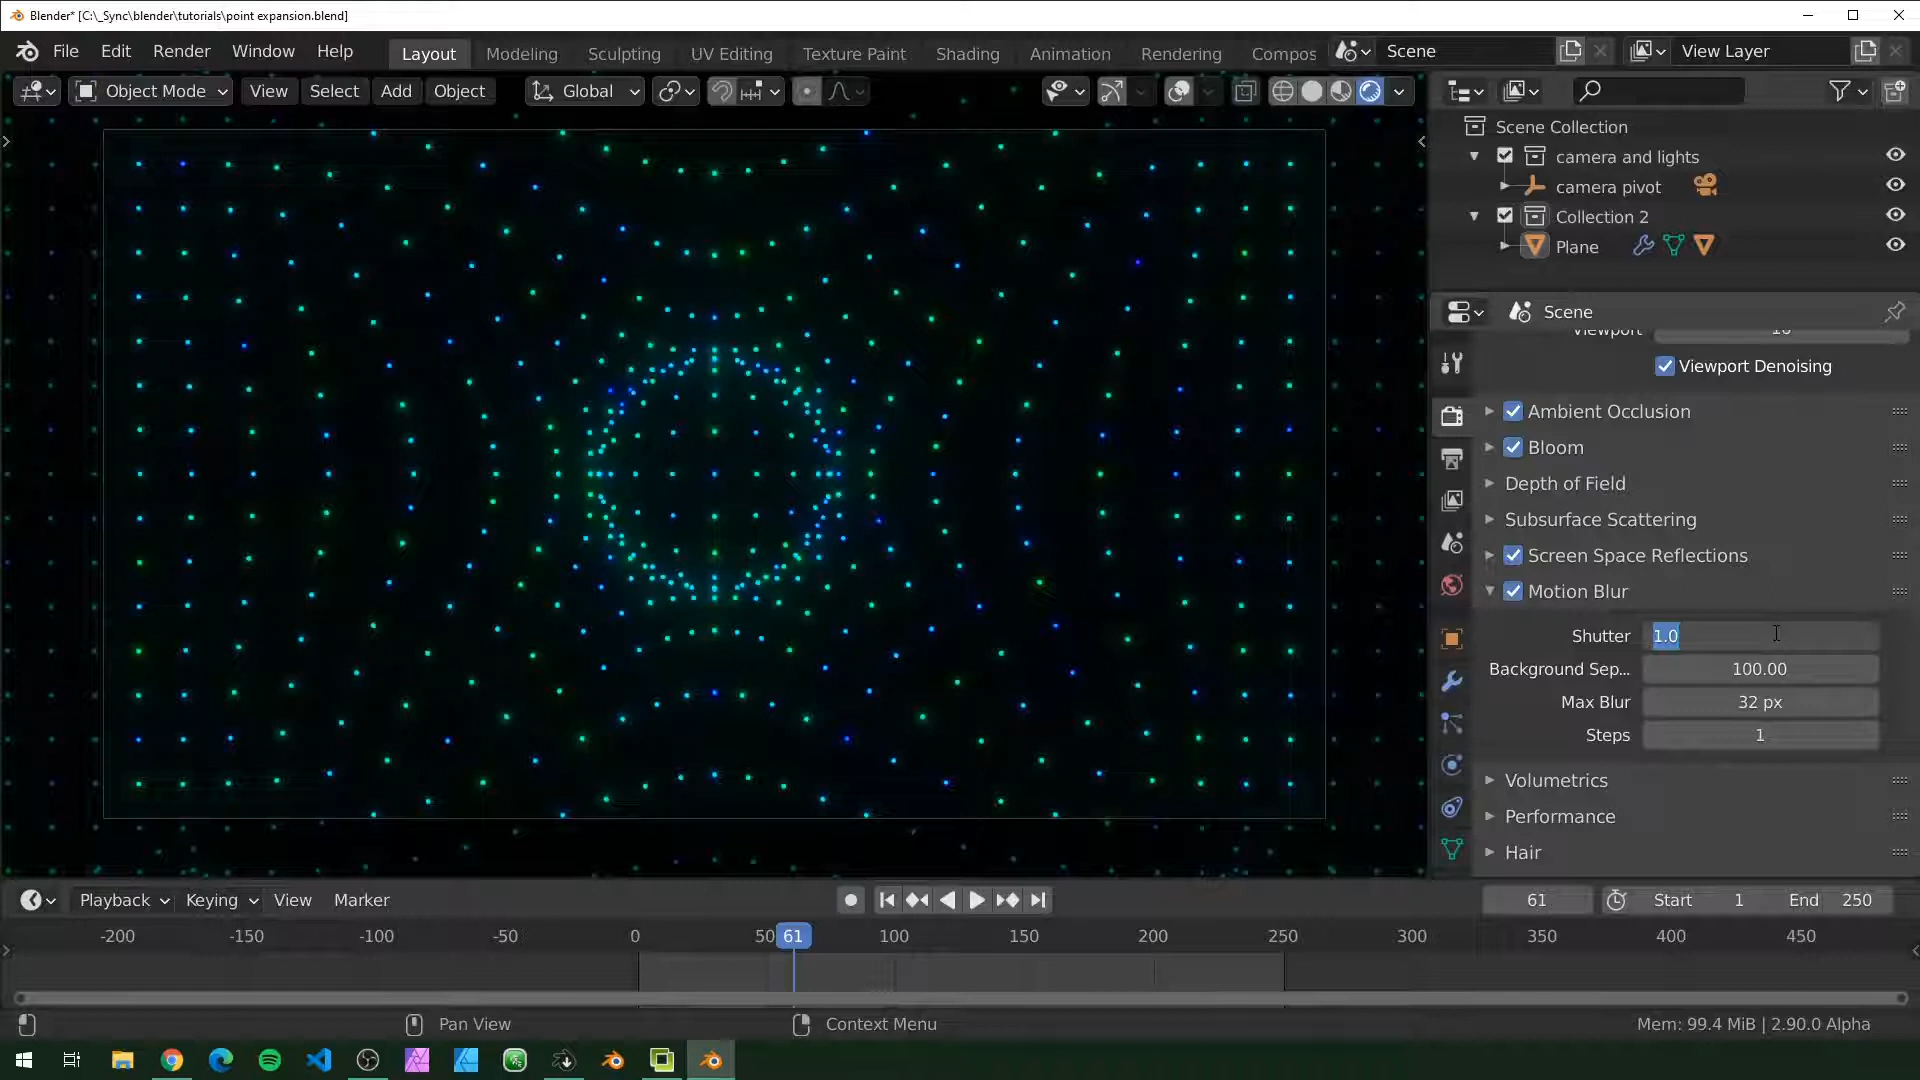 Blender* [C:\_Sync\blender\tutorials\point expansion.blend]
File Edit Render Window Help Layout Modeling Sculpting UV Editing Texture Paint Shading Animation Rendering Compos Scene View Layer
Object Mode View Select Add Object Global
Scene Collection
camera and lights
camera pivot
Collection 2
Plane
Scene
Viewport 16
Viewport Denoising
Ambient Occlusion
Bloom
Depth of Field
Subsurface Scattering
Screen Space Reflections
Motion Blur
Shutter 1.0
Background Sep... 100.00
Max Blur 32 px
Steps 1
Volumetrics
Performance
Hair
Playback Keying View Marker 61 Start 1 End 250
-200 -150 -100 -50 0 50 61 100 150 200 250 300 350 400 450
Pan View Context Menu Mem: 99.4 MiB | 2.90.0 Alpha